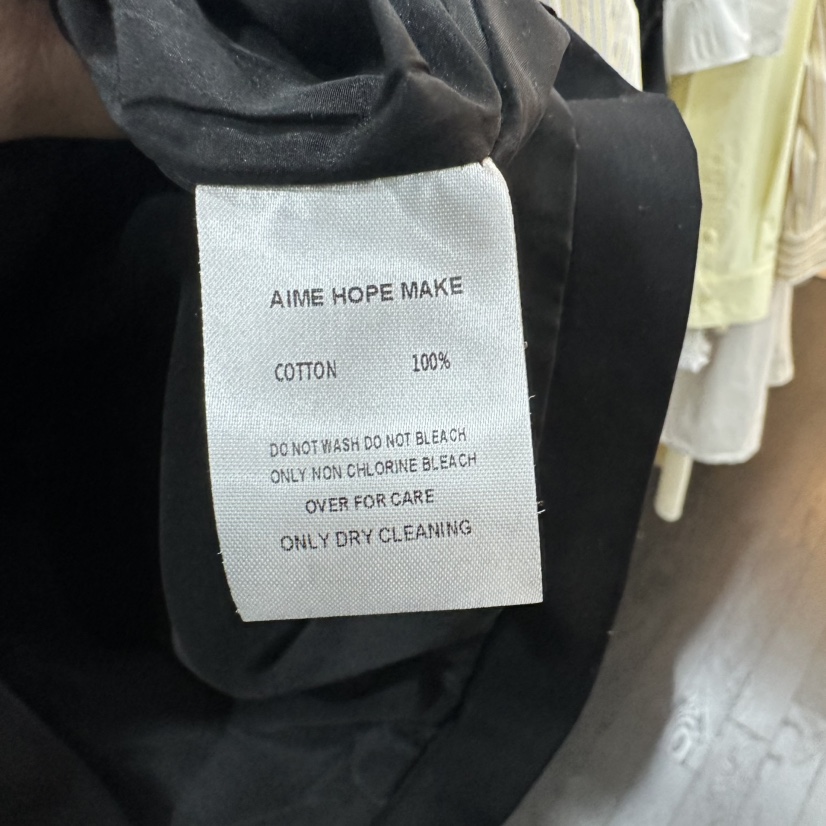 AIME HOPE MAKE
COTTON 100%
DO NOT WASH DO NOT BLEACH
ONLY NON CHLORINE BLEACH
OVER FOR CARE
ONLY DRY CLEANING